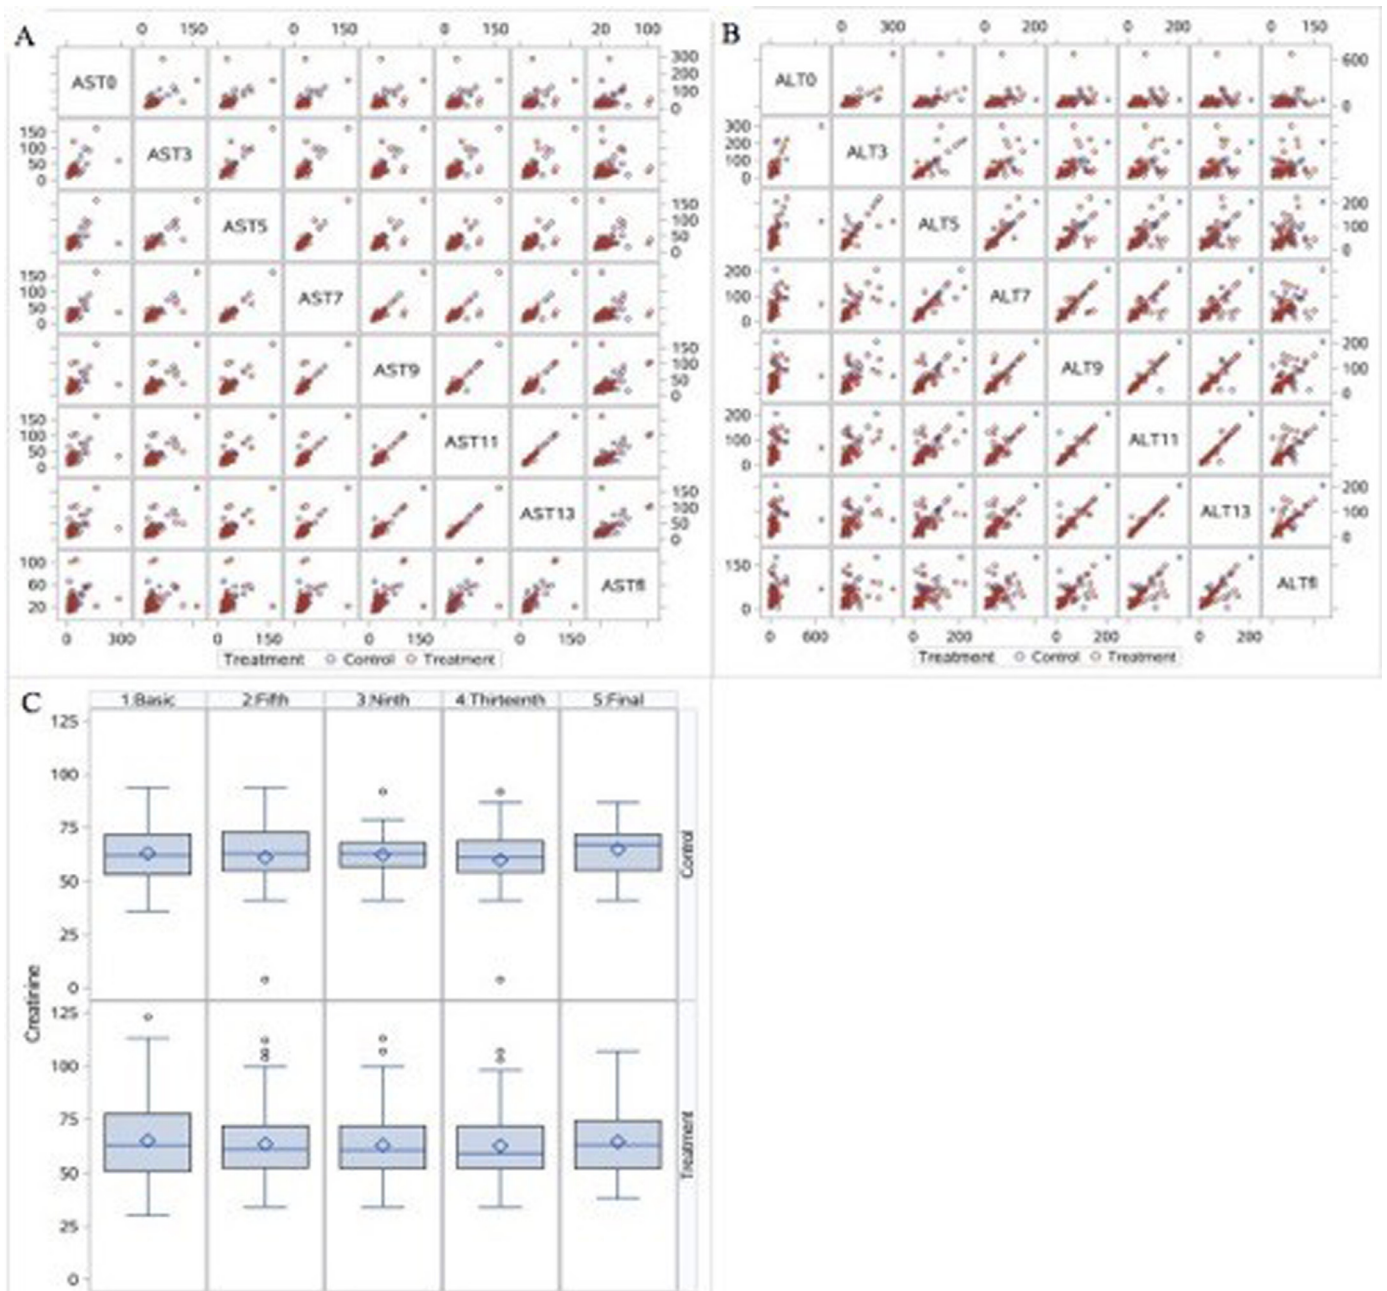 A
0 150 0 150 0 150 20 100
AST0
300
200
100
0
150
100
50
0
AST3
AST5
150
100
50
0
150
100
50
0
AST7
AST9
150
100
50
0
150
100
50
0
AST11
AST13
150
100
50
0
100
60
20
ASTfl
0 300 0 150 0 150 0 150
Treatment Control Treatment
B
0 300 0 200 0 200 0 150
ALT0
600
0
300
200
100
0
ALT3
ALT5
200
100
0
200
100
0
ALT7
ALT9
200
100
0
200
100
0
ALT11
ALT13
200
100
0
150
0
ALTfl
0 600 0 200 0 200 0 200
Treatment Control Treatment
C
1:Basic 2:Fifth 3:Ninth 4:Thirteenth 5:Final
125
100
75
50
25
0
Control
Creatinine
125
100
75
50
25
0
Treatment